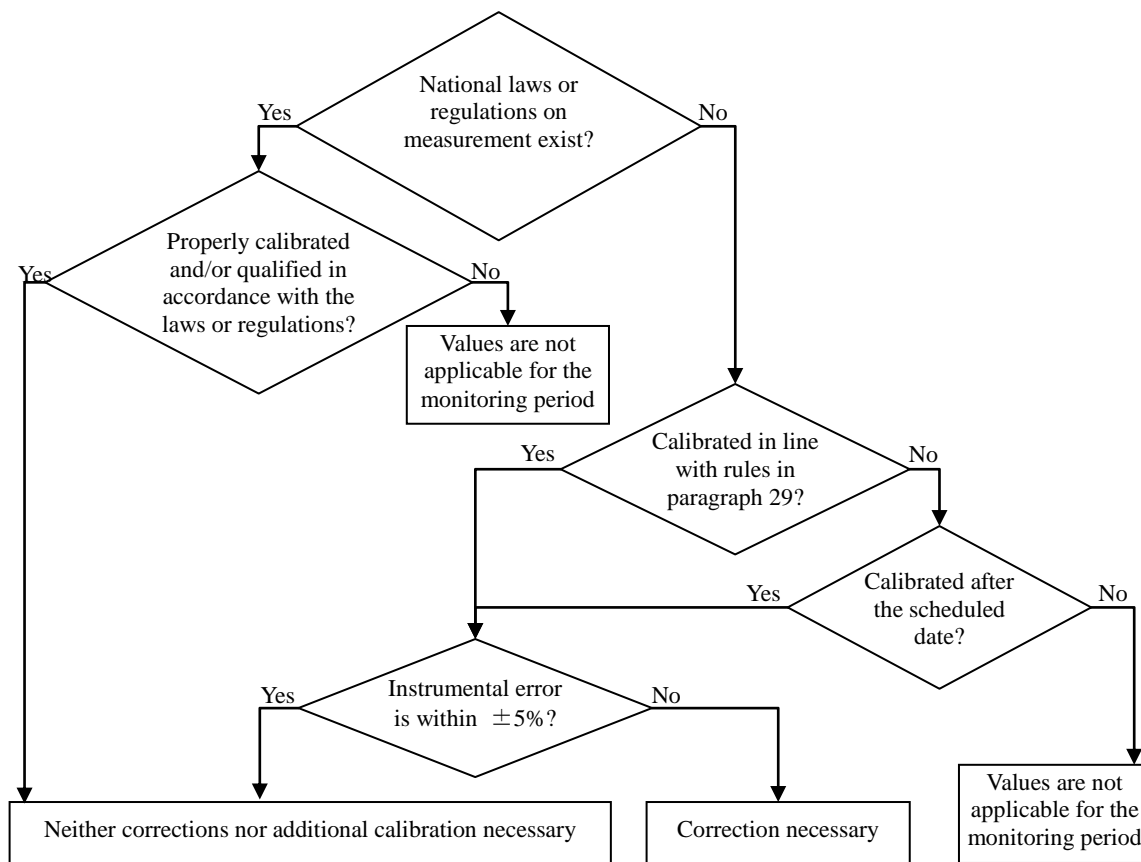 National laws or
regulations on
measurement exist?
Yes
No
Properly calibrated
and/or qualified in
accordance with the
laws or regulations?
Yes
No
Values are not
applicable for the
monitoring period
Calibrated in line
with rules in
paragraph 29?
Yes
No
Calibrated after
the scheduled
date?
Yes
No
Instrumental error
is within ±5%?
Yes
No
Neither corrections nor additional calibration necessary
Correction necessary
Values are not
applicable for the
monitoring period